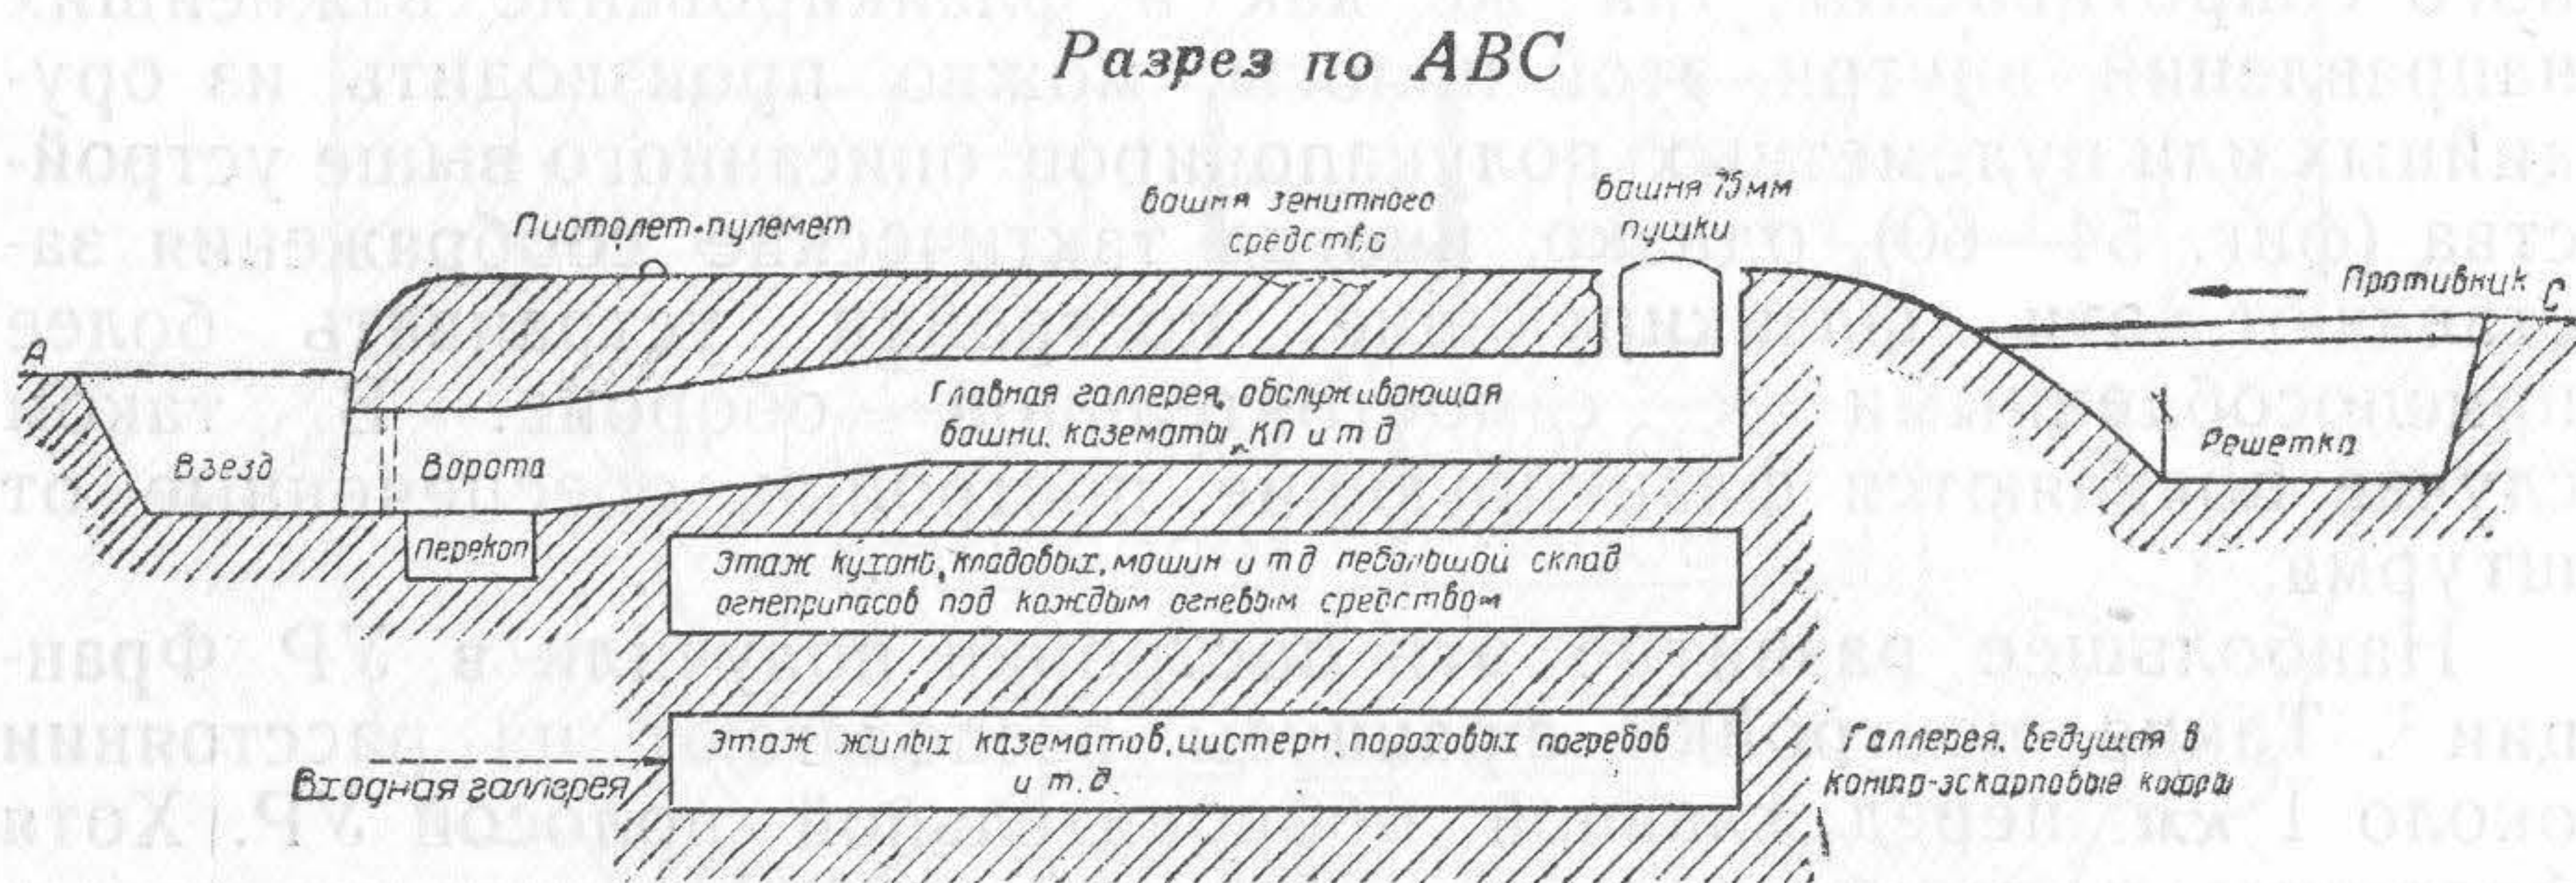 Разрез по АВС
Пистолет-пулемет
башня зенитного
средства
башня 75мм
пушки
Противник
С
А
Взезд
Ворота
Главная галлерея, обслуживающая
башни, казематы, КП и т д
Решетка
Перекоп
Этаж кухонь, кладовых, машин и т д небольшой склад
огнеприпасов под каждым огневым средством
Этаж жилых казематов, цистерн, пороховых погребов
и т.д.
Входная галлерея
Галлерея, ведущая в
контр-эскарповые кофры